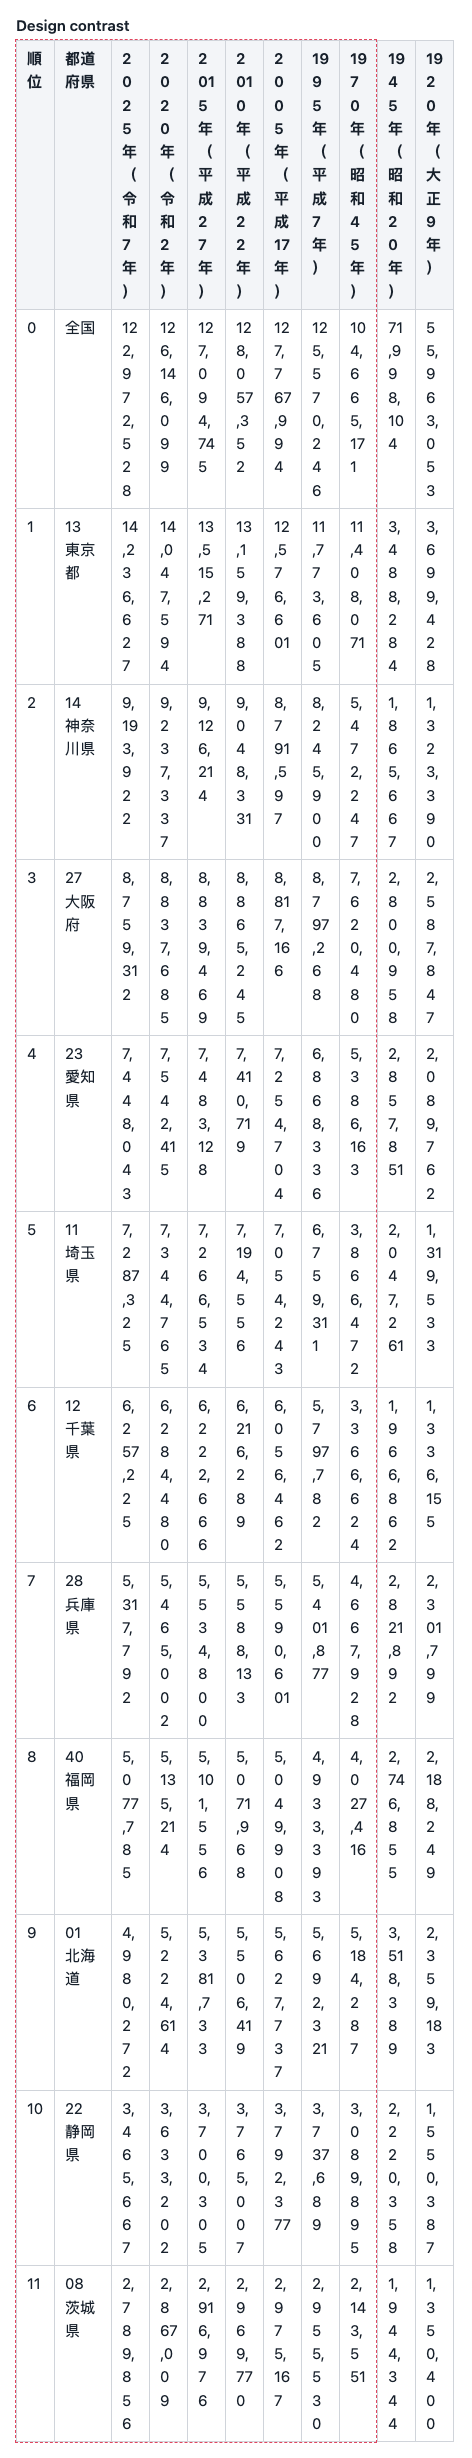 Design contrast
順位 都道府県 2025年（令和7年） 2020年（令和2年） 2015年（平成27年） 2010年（平成22年） 2005年（平成17年） 1995年（平成7年） 1970年（昭和45年） 1945年（昭和20年） 1920年（大正9年）
0 全国 122,972,528 126,146,099 127,094,745 128,057,352 127,767,994 125,570,246 104,665,171 71,998,104 55,963,053
1 13 東京都 14,236,627 14,047,594 13,515,271 13,159,388 12,576,601 11,773,605 11,408,071 3,488,284 3,699,428
2 14 神奈川県 9,193,922 9,237,337 9,126,214 9,048,331 8,791,597 8,245,900 5,472,247 1,865,667 1,323,390
3 27 大阪府 8,759,312 8,837,685 8,839,469 8,865,245 8,817,166 8,797,268 7,620,480 2,800,958 2,587,847
4 23 愛知県 7,448,043 7,542,415 7,483,128 7,410,719 7,254,704 6,868,336 5,386,163 2,857,851 2,089,762
5 11 埼玉県 7,287,325 7,344,765 7,266,534 7,194,556 7,054,243 6,759,311 3,866,472 2,047,261 1,319,533
6 12 千葉県 6,257,225 6,284,480 6,222,666 6,216,289 6,056,462 5,797,782 3,366,624 1,966,862 1,336,155
7 28 兵庫県 5,317,792 5,465,002 5,534,800 5,588,133 5,590,601 5,401,877 4,667,928 2,821,892 2,301,799
8 40 福岡県 5,077,785 5,135,214 5,101,556 5,071,968 5,049,908 4,933,393 4,027,416 2,746,855 2,188,249
9 01 北海道 4,980,272 5,224,614 5,381,733 5,506,419 5,627,737 5,692,321 5,184,287 3,518,389 2,359,183
10 22 静岡県 3,465,667 3,633,202 3,700,305 3,765,007 3,792,377 3,737,689 3,089,895 2,220,358 1,550,387
11 08 茨城県 2,789,856 2,867,009 2,916,976 2,969,770 2,975,167 2,955,530 2,143,551 1,944,344 1,350,400